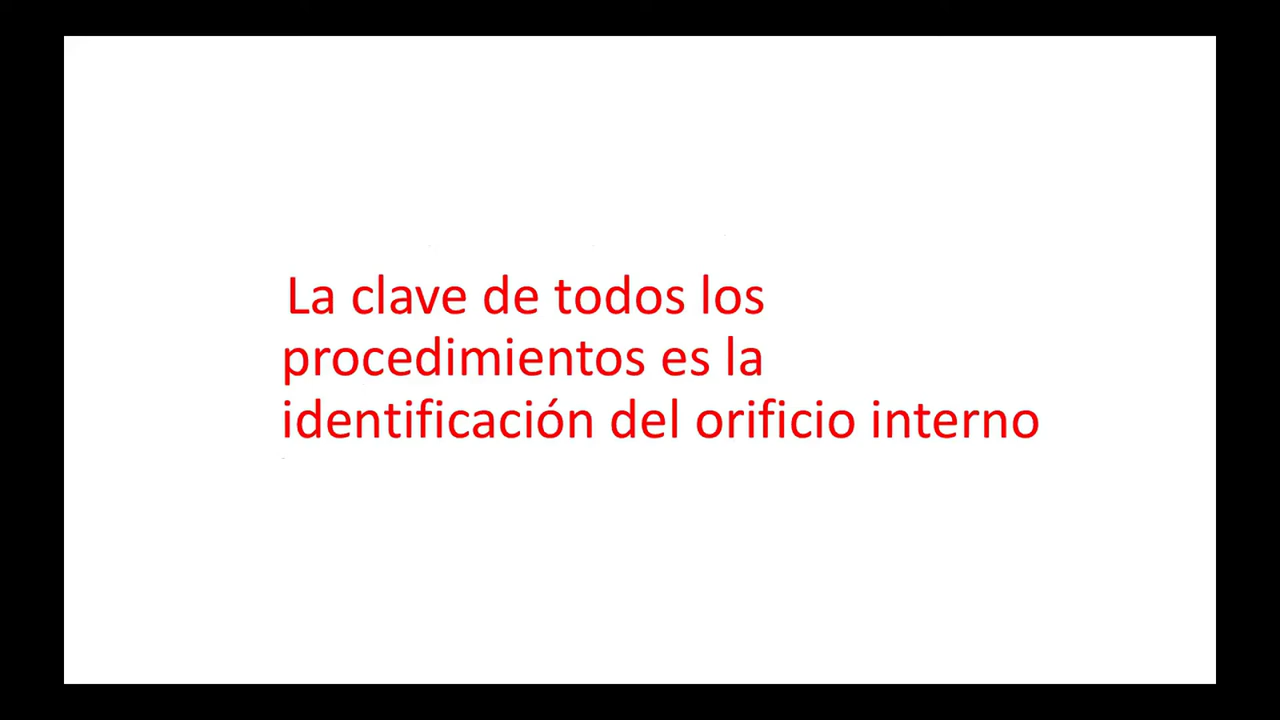 La clave de todos los
procedimientos es la
identificación del orificio interno